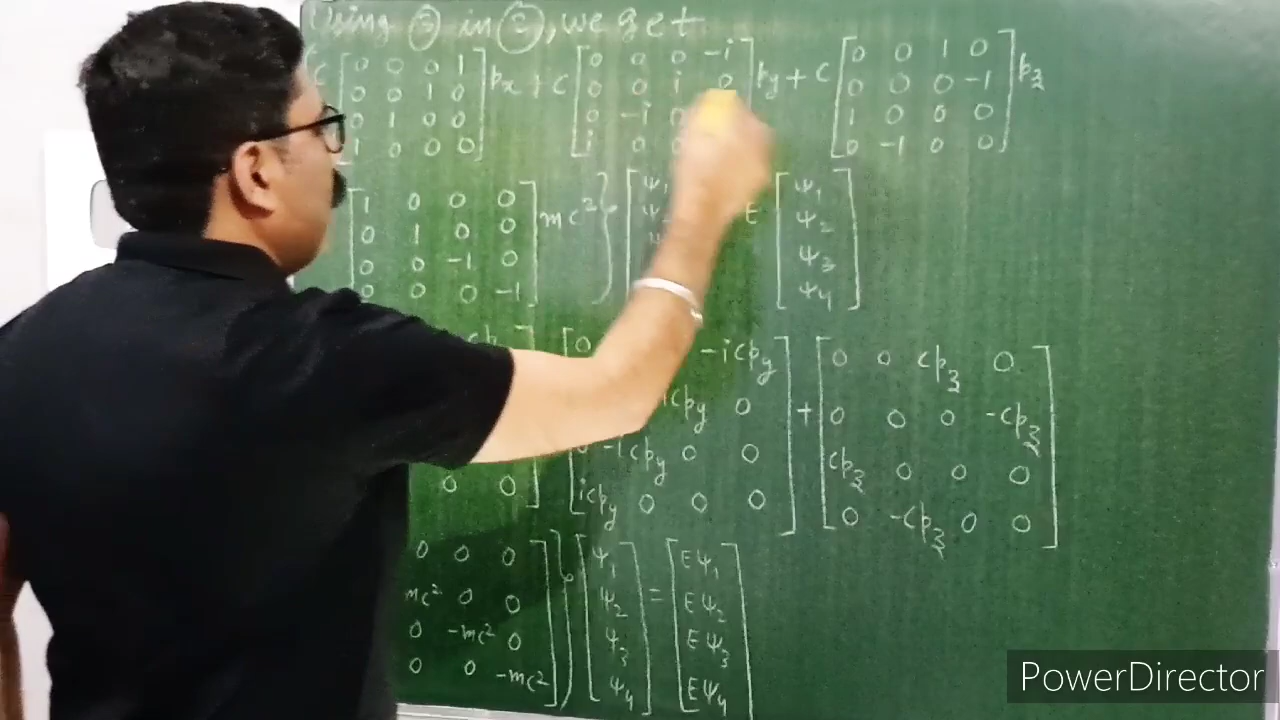 Using ③ in ②, we get
{C [0 0 0 1] px + C [0 0 0 -i] py + C [0 0 1 0] pz
[0 0 1 0] [0 0 i 0] [0 0 0 -1]
[0 1 0 0] [0 -i 0 [1 0 0 0]
[1 0 0 0] [i 0 0 [0 -1 0 0]
[1 0 0 0] mc²} [ψ1 E [ψ1]
[0 1 0 0] [ψ2 [ψ2]
[0 0 -1 0] [ψ [ψ3]
[0 0 0 -1] [ψ4]
cp ] [0 -icpy] + [0 0 cpz 0]
icpy 0] [0 0 0 -cpz]
0 -icpy 0 0] [cpz 0 0 0]
0 0] [icpy 0 0 0] [0 -cpz 0 0]
0 0 0]} [ψ1] = [Eψ1]
mc² 0 0] [ψ2] [Eψ2]
0 -mc² 0] [ψ3] [Eψ3]
0 0 -mc²] [ψ4] [Eψ4]
PowerDirector